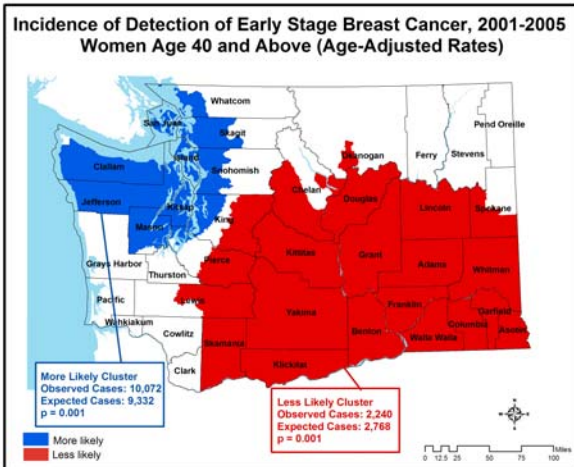 Incidence of Detection of Early Stage Breast Cancer, 2001-2005
Women Age 40 and Above (Age-Adjusted Rates)
Whatcom
San Juan
Skagit
Pend Oreille
Okanogan
Ferry
Stevens
Island
Clallam
Snohomish
Chelan
Douglas
Jefferson
Kitsap
Lincoln
Spokane
Mason
King
Grays Harbor
Kittitas
Grant
Pierce
Adams
Whitman
Thurston
Pacific
Lewis
Yakima
Franklin
Garfield
Wahkiakum
Cowlitz
Skamania
Benton
Walla Walla
Columbia
Asotin
Clark
Klickitat
More Likely Cluster
Observed Cases: 10,072
Expected Cases: 9,332
p = 0.001
Less Likely Cluster
Observed Cases: 2,240
Expected Cases: 2,768
p = 0.001
More likely
Less likely
0 12.5 25 50 75 100
Miles